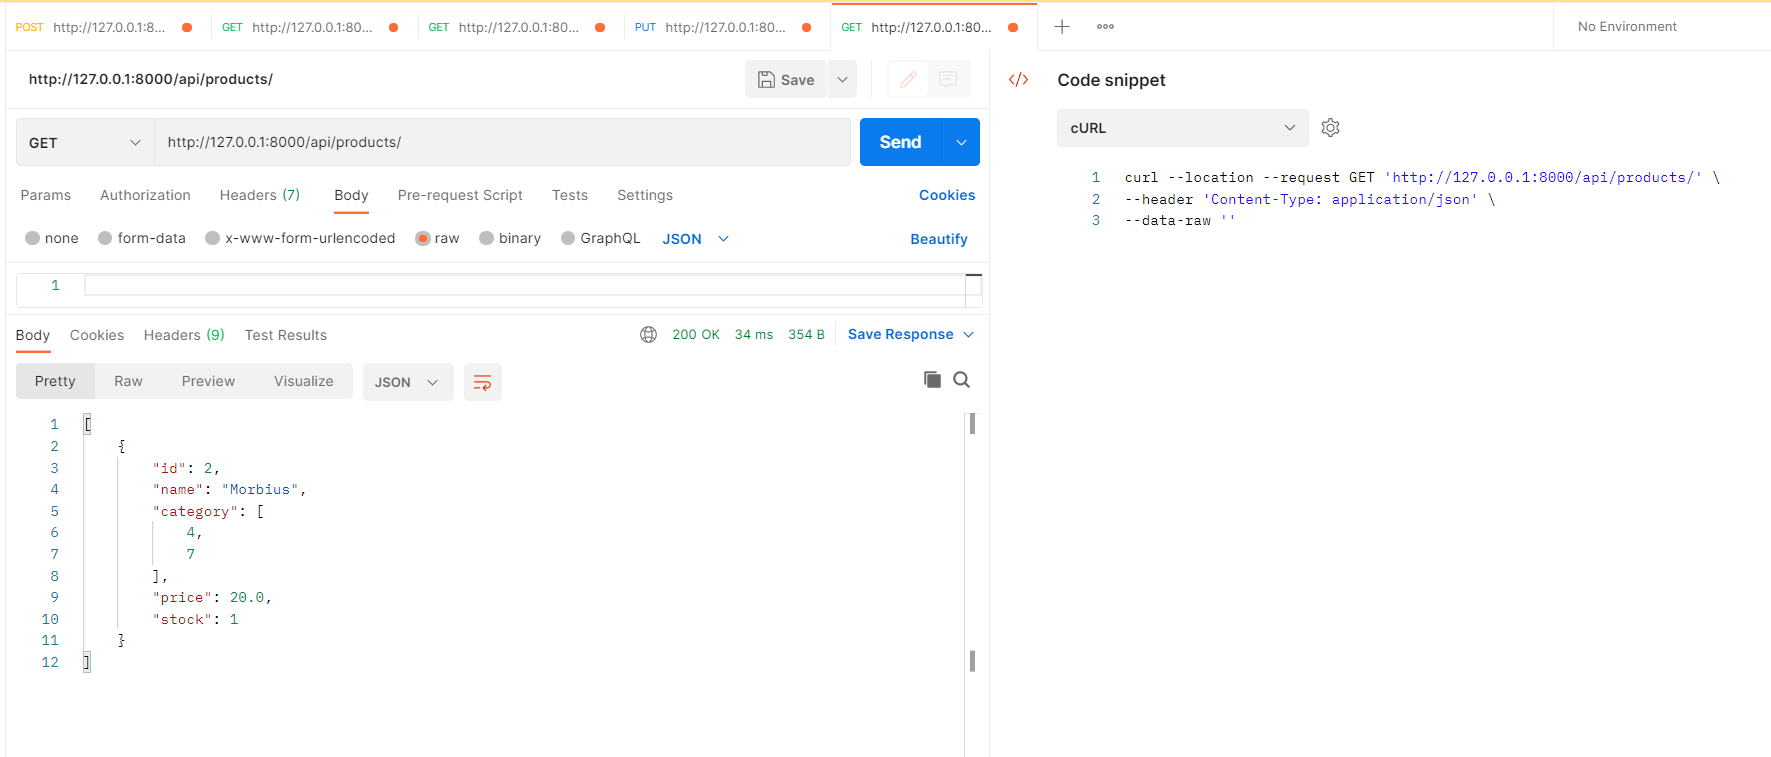 POST http://127.0.0.1:8... GET http://127.0.0.1:80... GET http://127.0.0.1:80... PUT http://127.0.0.1:80... GET http://127.0.0.1:80... No Environment
http://127.0.0.1:8000/api/products/ Save
Code snippet
GET http://127.0.0.1:8000/api/products/ Send
cURL
Params Authorization Headers (7) Body Pre-request Script Tests Settings Cookies
none form-data x-www-form-urlencoded raw binary GraphQL JSON Beautify
1
1 curl --location --request GET 'http://127.0.0.1:8000/api/products/' \
2 --header 'Content-Type: application/json' \
3 --data-raw ''
Body Cookies Headers (9) Test Results 200 OK 34 ms 354 B Save Response
Pretty Raw Preview Visualize JSON
1 [
2 {
3 "id": 2,
4 "name": "Morbius",
5 "category": [
6 4,
7 7
8 ],
9 "price": 20.0,
10 "stock": 1
11 }
12 ]